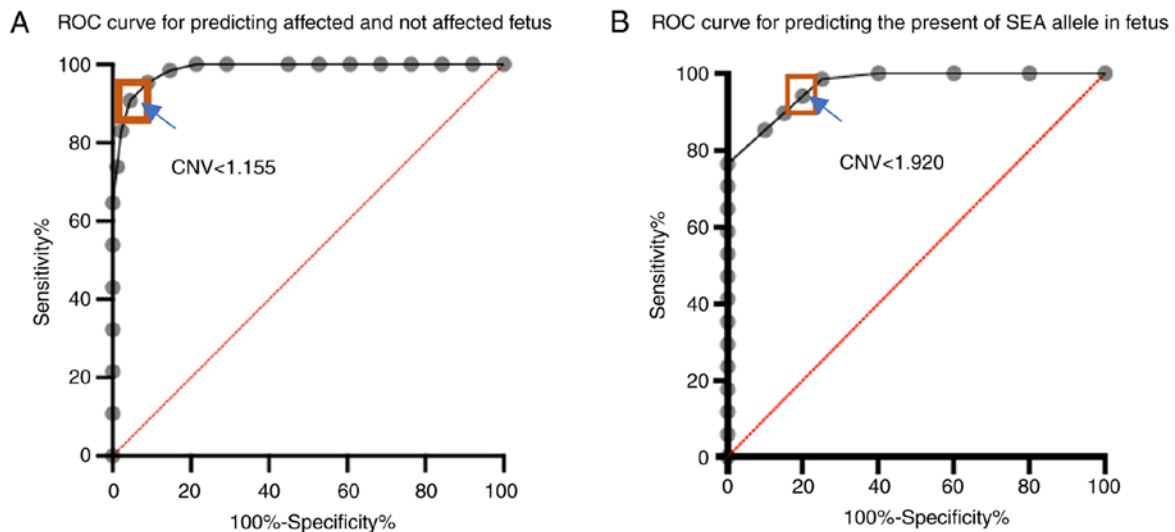 A
ROC curve for predicting affected and not affected fetus
100
80
60
40
20
0
Sensitivity%
CNV<1.155
0 20 40 60 80 100
100%-Specificity%
B
ROC curve for predicting the present of SEA allele in fetus
100
80
60
40
20
0
Sensitivity%
CNV<1.920
0 20 40 60 80 100
100%-Specificity%